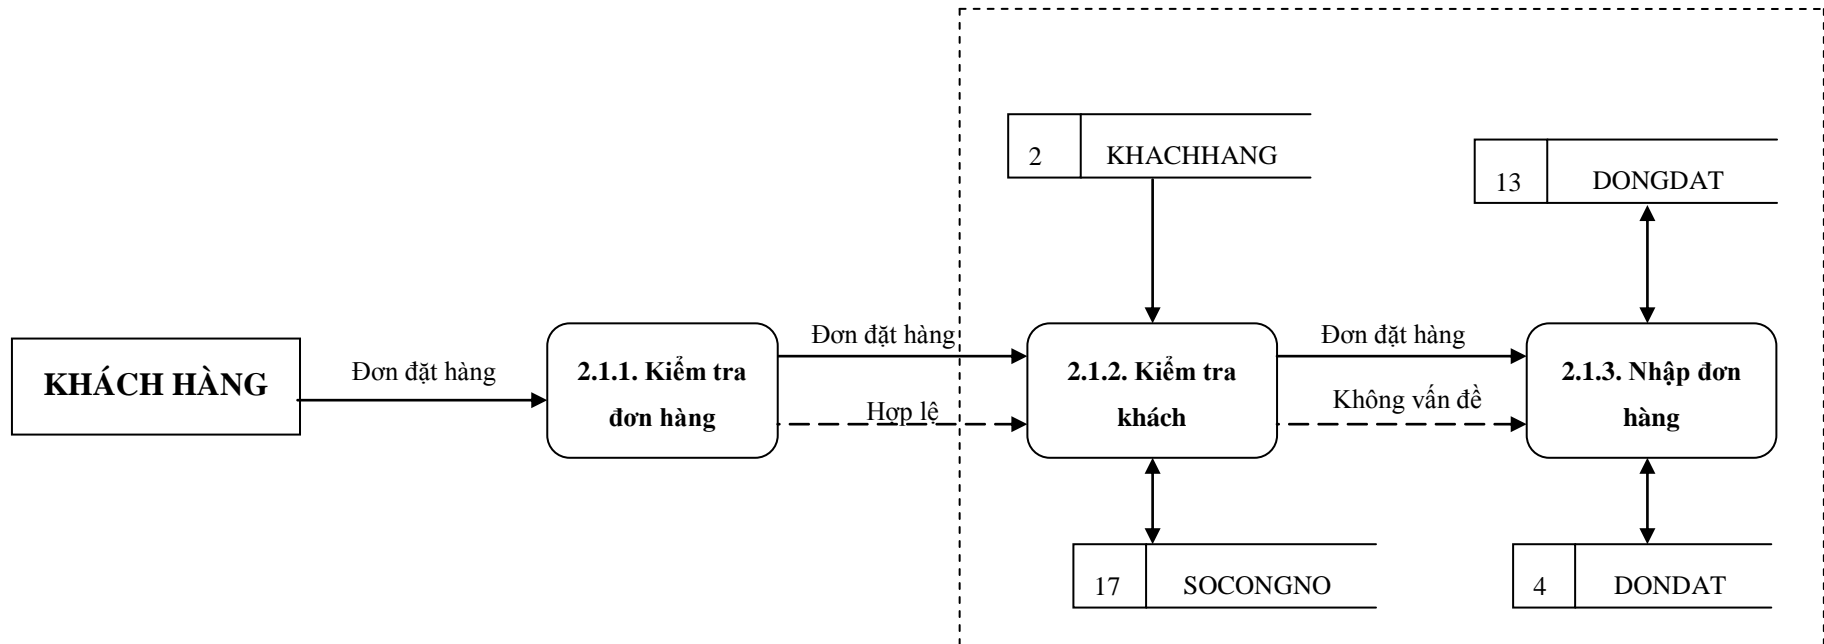 2
KHACHHANG
13
DONGDAT
KHÁCH HÀNG
Đơn đặt hàng
2.1.1. Kiểm tra
đơn hàng
Đơn đặt hàng
Hợp lệ
2.1.2. Kiểm tra
khách
Đơn đặt hàng
Không vấn đề
2.1.3. Nhập đơn
hàng
17
SOCONGNO
4
DONDAT